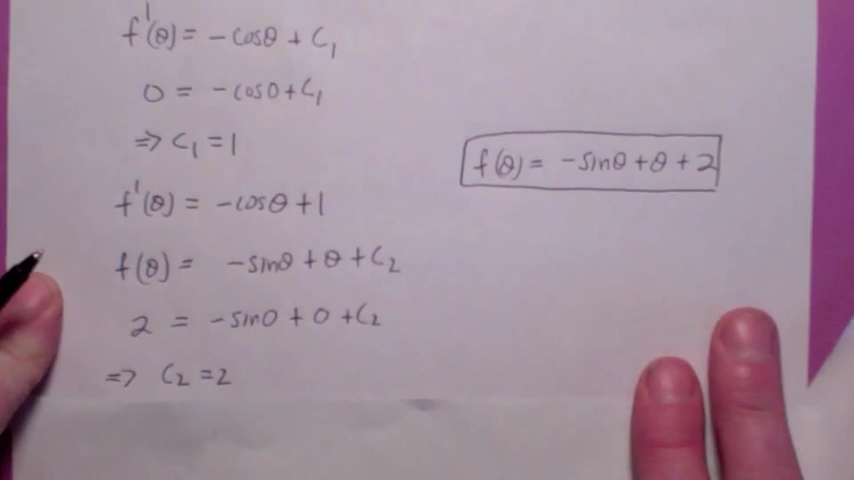 f'(θ) = -cosθ + C₁
0 = -cos0 + C₁
⇒ C₁ = 1
f'(θ) = -cosθ + 1
f(θ) = -sinθ + θ + C₂
2 = -sin0 + 0 + C₂
⇒ C₂ = 2
f(θ) = -sinθ + θ + 2